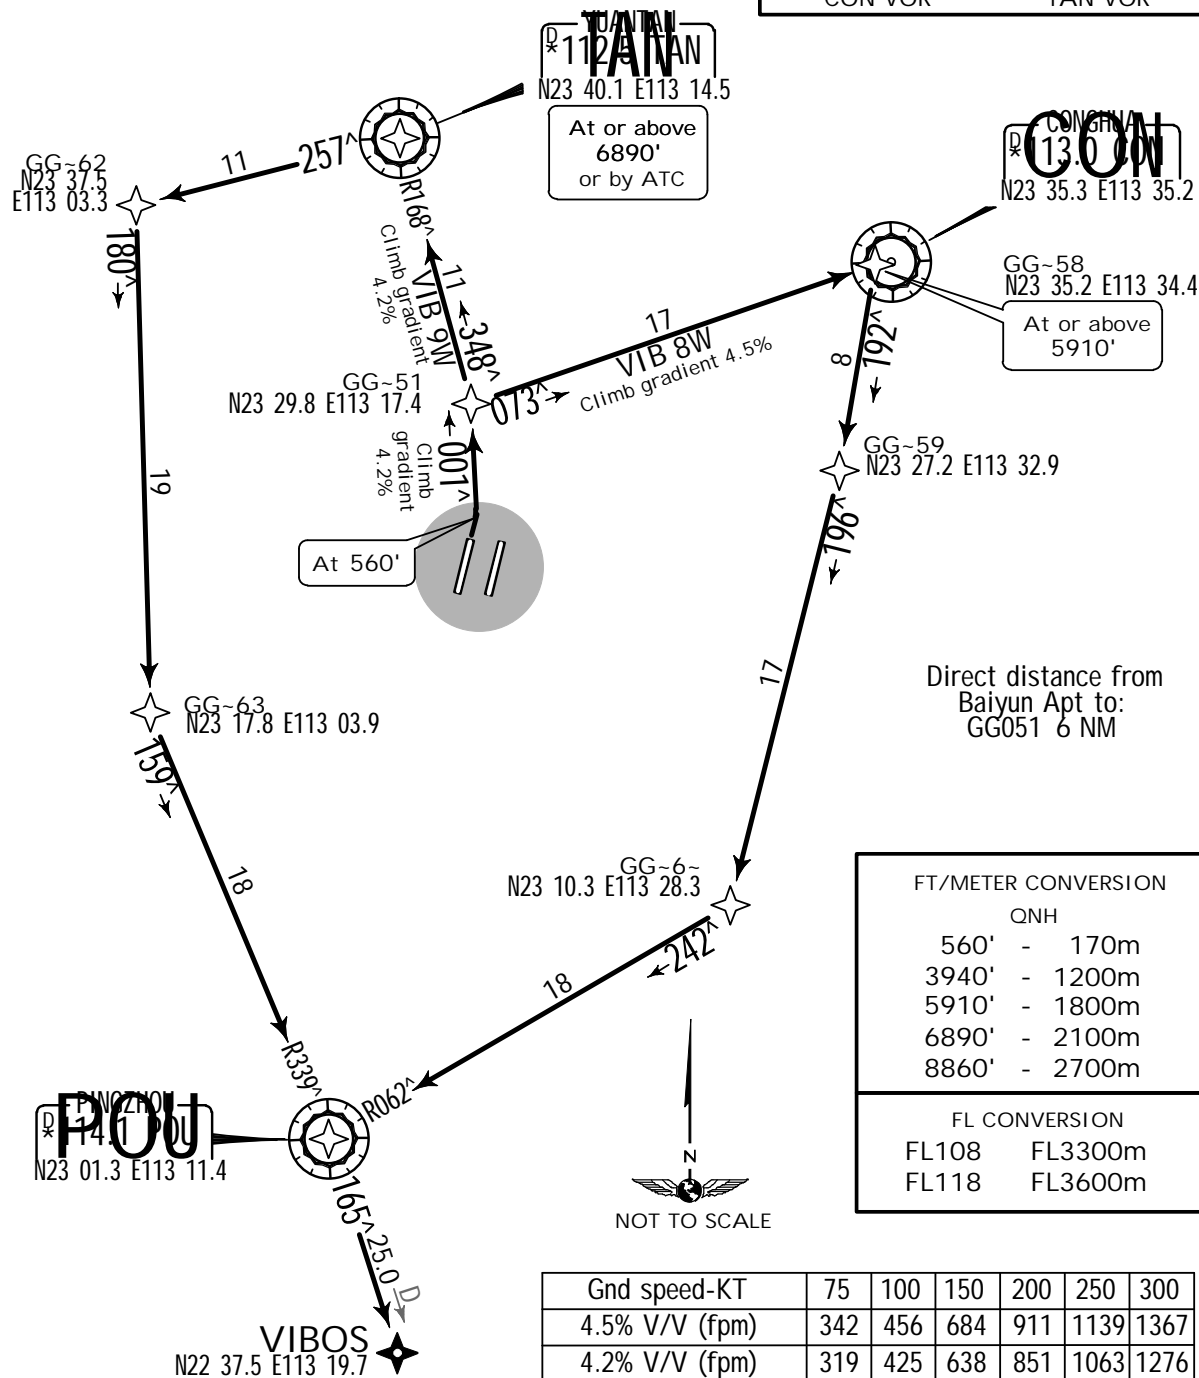 CON VOR TAN VOR
YUANTAN
D
*112.5 TAN
TAN
N23 40.1 E113 14.5
At or above
6890'
or by ATC
CONGHUA
D
*113.0 CON
CON
N23 35.3 E113 35.2
GG~62
N23 37.5
E113 03.3
11
257^
R168^
180^
Climb gradient
4.2%
VIB 9W
11
348^
17
VIB 8W
Climb gradient 4.5%
073^
GG~58
N23 35.2 E113 34.4
At or above
5910'
8
192^
GG~51
N23 29.8 E113 17.4
Climb
gradient
4.2%
001^
At 560'
GG~59
N23 27.2 E113 32.9
196^
19
17
GG~63
N23 17.8 E113 03.9
159^
18
Direct distance from
Baiyun Apt to:
GG051 6 NM
GG~6~
N23 10.3 E113 28.3
242^
18
R339^
R062^
PINGZHOU
D
*114.1 POU
POU
N23 01.3 E113 11.4
165^
25.0
D
VIBOS
N22 37.5 E113 19.7
N
NOT TO SCALE
FT/METER CONVERSION
QNH
560' - 170m
3940' - 1200m
5910' - 1800m
6890' - 2100m
8860' - 2700m
FL CONVERSION
FL108 FL3300m
FL118 FL3600m
Gnd speed-KT 75 100 150 200 250 300
4.5% V/V (fpm) 342 456 684 911 1139 1367
4.2% V/V (fpm) 319 425 638 851 1063 1276